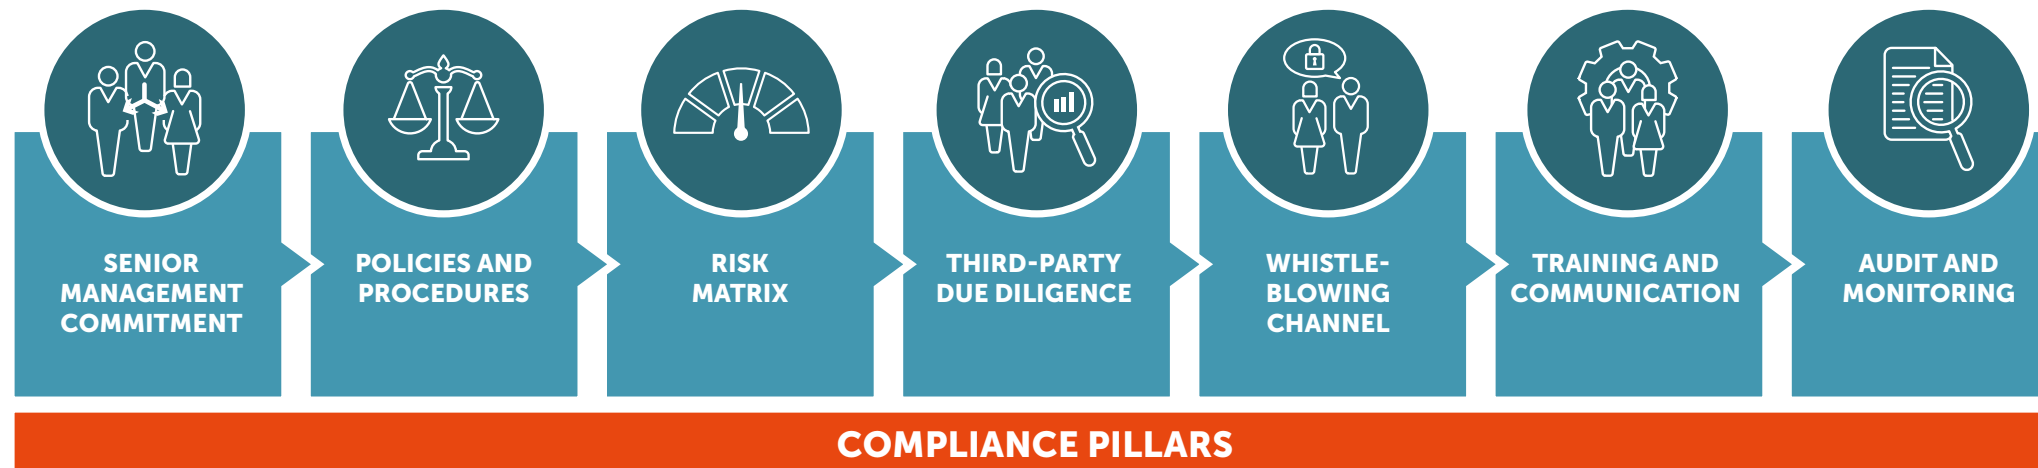 SENIOR
MANAGEMENT
COMMITMENT
POLICIES AND
PROCEDURES
RISK
MATRIX
THIRD-PARTY
DUE DILIGENCE
WHISTLE-
BLOWING
CHANNEL
TRAINING AND
COMMUNICATION
AUDIT AND
MONITORING
COMPLIANCE PILLARS